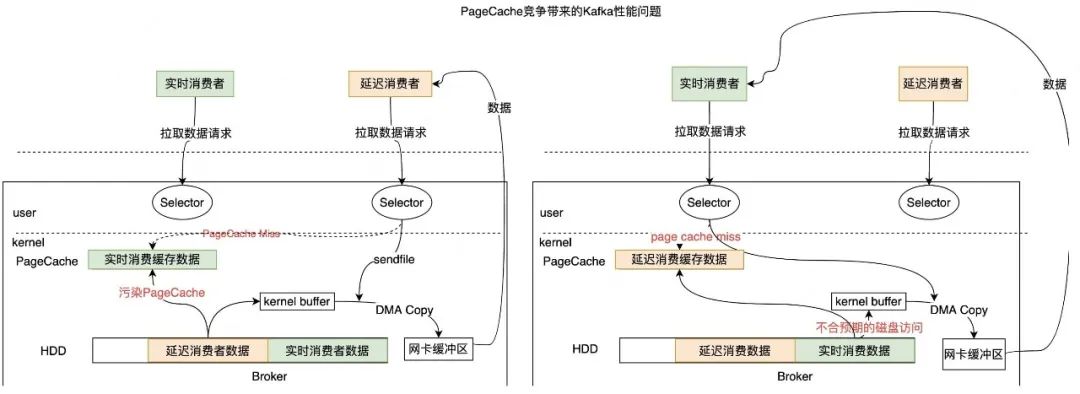 PageCache竞争带来的Kafka性能问题
实时消费者
延迟消费者
数据
拉取数据请求
拉取数据请求
Selector
Selector
user
PageCache Miss
kernel
PageCache
实时消费缓存数据
sendfile
污染PageCache
kernel buffer
DMA Copy
HDD
延迟消费者数据
实时消费者数据
网卡缓冲区
Broker
实时消费者
延迟消费者
数据
拉取数据请求
拉取数据请求
Selector
Selector
user
kernel
page cache miss
PageCache
延迟消费缓存数据
kernel buffer
DMA Copy
不合预期的磁盘访问
HDD
延迟消费数据
实时消费数据
网卡缓冲区
Broker